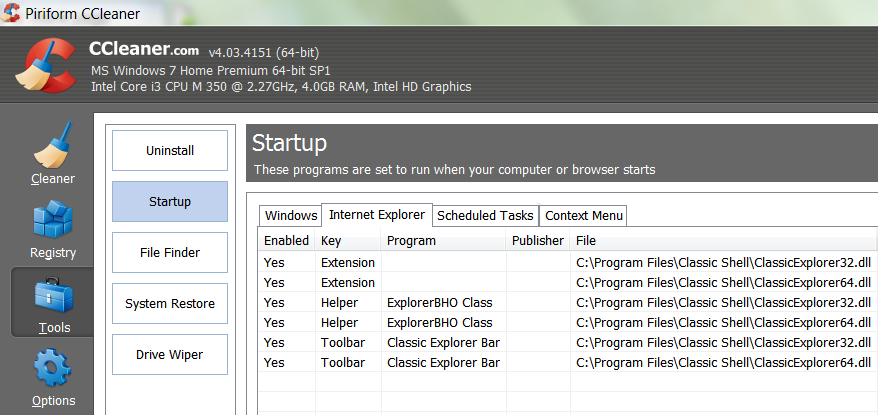 Piriform CCleaner
CCleaner.com v4.03.4151 (64-bit)
MS Windows 7 Home Premium 64-bit SP1
Intel Core i3 CPU M 350 @ 2.27GHz, 4.0GB RAM, Intel HD Graphics
Cleaner
Registry
Tools
Options
Uninstall
Startup
File Finder
System Restore
Drive Wiper
Startup
These programs are set to run when your computer or browser starts
Windows Internet Explorer Scheduled Tasks Context Menu
Enabled Key Program Publisher File
Yes Extension C:\Program Files\Classic Shell\ClassicExplorer32.dll
Yes Extension C:\Program Files\Classic Shell\ClassicExplorer64.dll
Yes Helper ExplorerBHO Class C:\Program Files\Classic Shell\ClassicExplorer32.dll
Yes Helper ExplorerBHO Class C:\Program Files\Classic Shell\ClassicExplorer64.dll
Yes Toolbar Classic Explorer Bar C:\Program Files\Classic Shell\ClassicExplorer32.dll
Yes Toolbar Classic Explorer Bar C:\Program Files\Classic Shell\ClassicExplorer64.dll